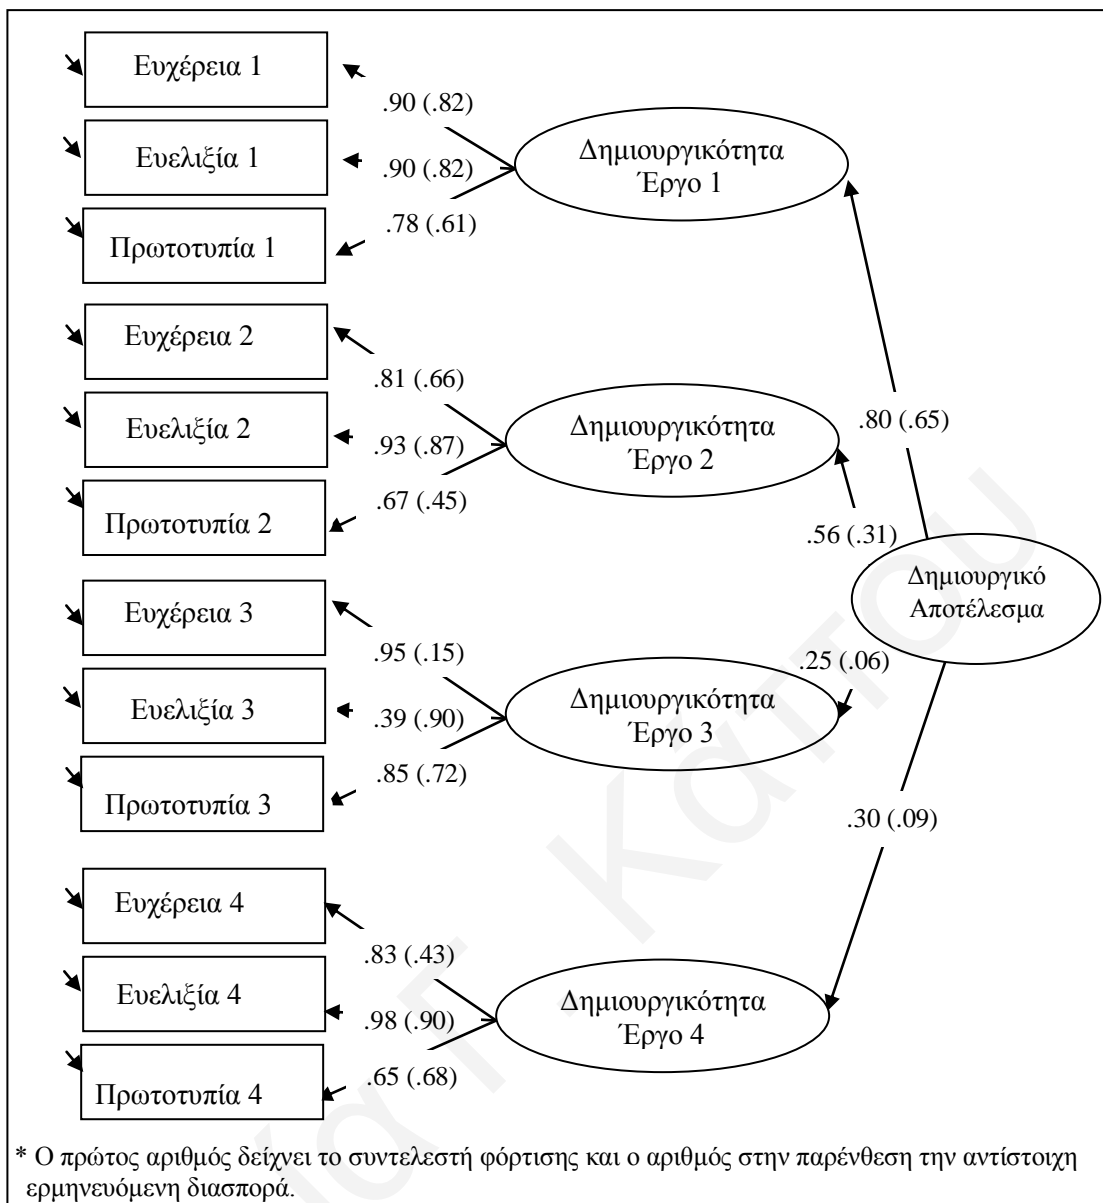 Ευχέρεια 1
.90 (.82)
Ευελιξία 1
.90 (.82)
Πρωτοτυπία 1
.78 (.61)
Δημιουργικότητα
Έργο 1
Ευχέρεια 2
.81 (.66)
Ευελιξία 2
.93 (.87)
Πρωτοτυπία 2
.67 (.45)
Δημιουργικότητα
Έργο 2
.80 (.65)
.56 (.31)
Δημιουργικό
Αποτέλεσμα
Ευχέρεια 3
.95 (.15)
Ευελιξία 3
.39 (.90)
Πρωτοτυπία 3
.85 (.72)
Δημιουργικότητα
Έργο 3
.25 (.06)
.30 (.09)
Ευχέρεια 4
.83 (.43)
Ευελιξία 4
.98 (.90)
Πρωτοτυπία 4
.65 (.68)
Δημιουργικότητα
Έργο 4
* Ο πρώτος αριθμός δείχνει το συντελεστή φόρτισης και ο αριθμός στην παρένθεση την αντίστοιχη
ερμηνευόμενη διασπορά.